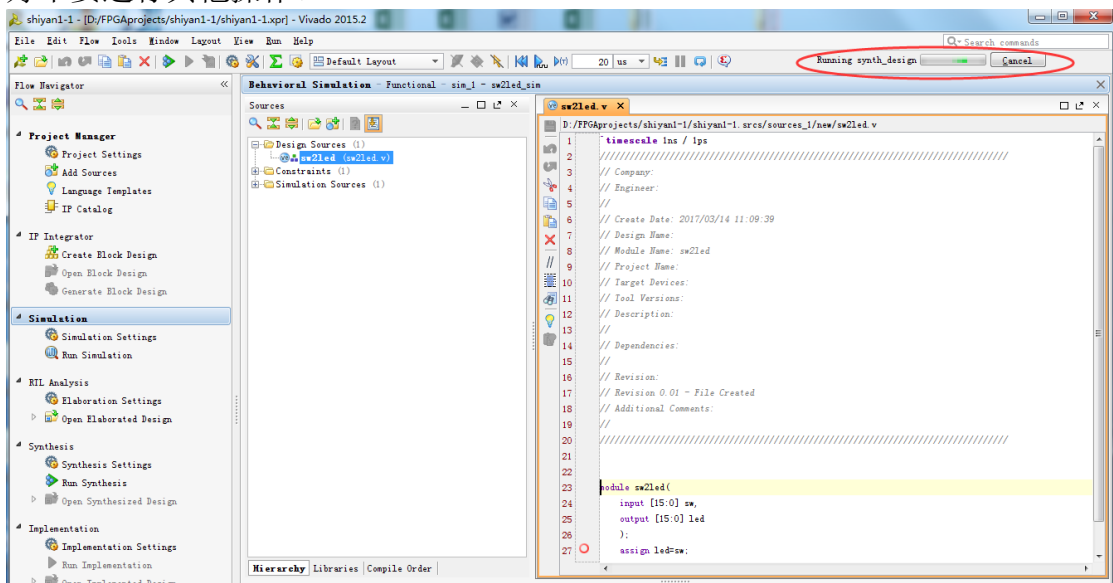 shiyan1-1 - [D:/FPGAprojects/shiyan1-1/shiyan1-1.xpr] - Vivado 2015.2
File Edit Flow Tools Window Layout View Run Help
Search commands
Default Layout
20 us
Running synth_design
Cancel
Flow Navigator
Project Manager
Project Settings
Add Sources
Language Templates
IP Catalog
IP Integrator
Create Block Design
Open Block Design
Generate Block Design
Simulation
Simulation Settings
Run Simulation
RTL Analysis
Elaboration Settings
Open Elaborated Design
Synthesis
Synthesis Settings
Run Synthesis
Open Synthesized Design
Implementation
Implementation Settings
Run Implementation
Open Implemented Design
Behavioral Simulation - Functional - sim_1 - sw2led_sim
Sources
Design Sources (1)
sw2led (sw2led.v)
Constraints (1)
Simulation Sources (1)
Hierarchy Libraries Compile Order
sw2led.v
D:/FPGAprojects/shiyan1-1/shiyan1-1.srcs/sources_1/new/sw2led.v
1 `timescale 1ns / 1ps
2 //////////////////////////////////////////////////////////////////////////////////
3 // Company:
4 // Engineer:
5 //
6 // Create Date: 2017/03/14 11:09:39
7 // Design Name:
8 // Module Name: sw2led
9 // Project Name:
10 // Target Devices:
11 // Tool Versions:
12 // Description:
13 //
14 // Dependencies:
15 //
16 // Revision:
17 // Revision 0.01 - File Created
18 // Additional Comments:
19 //
20 //////////////////////////////////////////////////////////////////////////////////
21
22
23 module sw2led(
24 input [15:0] sw,
25 output [15:0] led
26 );
27 assign led=sw;